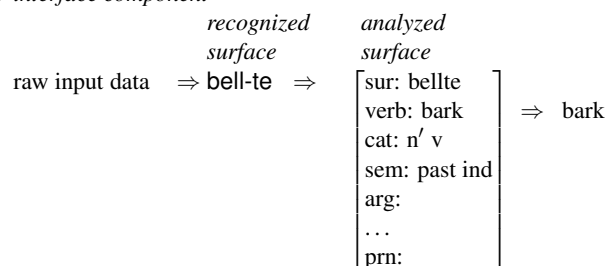 interface component
recognized analyzed
surface surface
raw input data ⇒ bell-te ⇒ sur: bellte
verb: bark ⇒ bark
cat: n′ v
sem: past ind
arg:
...
prn: